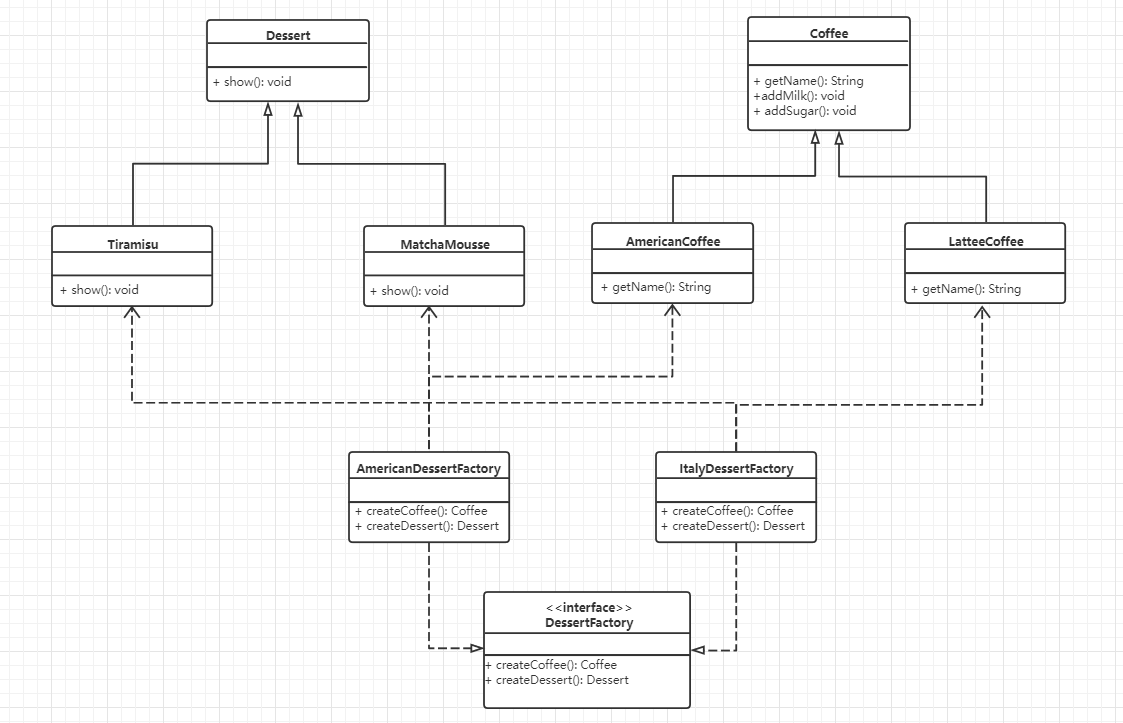 Dessert
+ show(): void
Coffee
+ getName(): String
+addMilk(): void
+ addSugar(): void
Tiramisu
+ show(): void
MatchaMousse
+ show(): void
AmericanCoffee
+ getName(): String
LatteeCoffee
+ getName(): String
AmericanDessertFactory
+ createCoffee(): Coffee
+ createDessert(): Dessert
ItalyDessertFactory
+ createCoffee(): Coffee
+ createDessert(): Dessert
<<interface>>
DessertFactory
+ createCoffee(): Coffee
+ createDessert(): Dessert